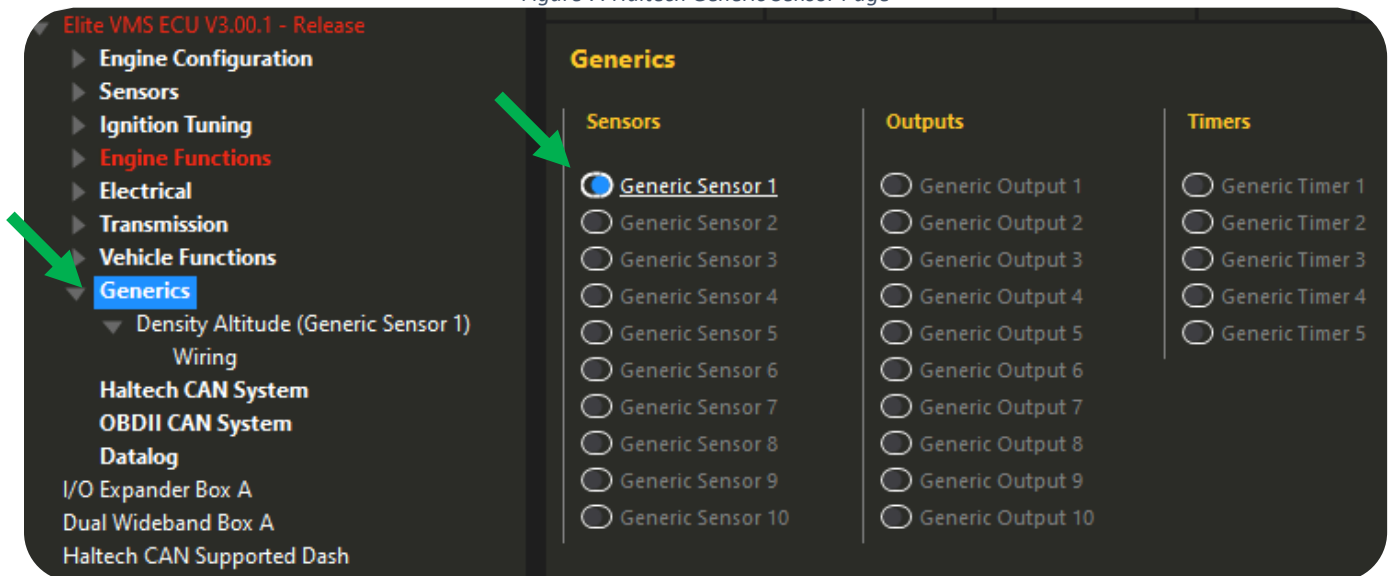 Elite VMS ECU V3.00.1 - Release
Engine Configuration
Sensors
Ignition Tuning
Engine Functions
Electrical
Transmission
Vehicle Functions
Generics
Density Altitude (Generic Sensor 1)
Wiring
Haltech CAN System
OBDII CAN System
Datalog
I/O Expander Box A
Dual Wideband Box A
Haltech CAN Supported Dash
Generics
Sensors
Generic Sensor 1
Generic Sensor 2
Generic Sensor 3
Generic Sensor 4
Generic Sensor 5
Generic Sensor 6
Generic Sensor 7
Generic Sensor 8
Generic Sensor 9
Generic Sensor 10
Outputs
Generic Output 1
Generic Output 2
Generic Output 3
Generic Output 4
Generic Output 5
Generic Output 6
Generic Output 7
Generic Output 8
Generic Output 9
Generic Output 10
Timers
Generic Timer 1
Generic Timer 2
Generic Timer 3
Generic Timer 4
Generic Timer 5